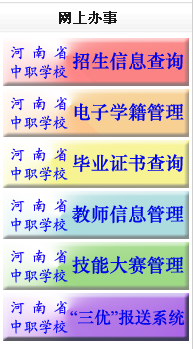 网上办事
河南省
中职学校
招生信息查询
河南省
中职学校
电子学籍管理
河南省
中职学校
毕业证书查询
河南省
中职学校
教师信息管理
河南省
中职学校
技能大赛管理
河南省
中职学校
“三优”报送系统